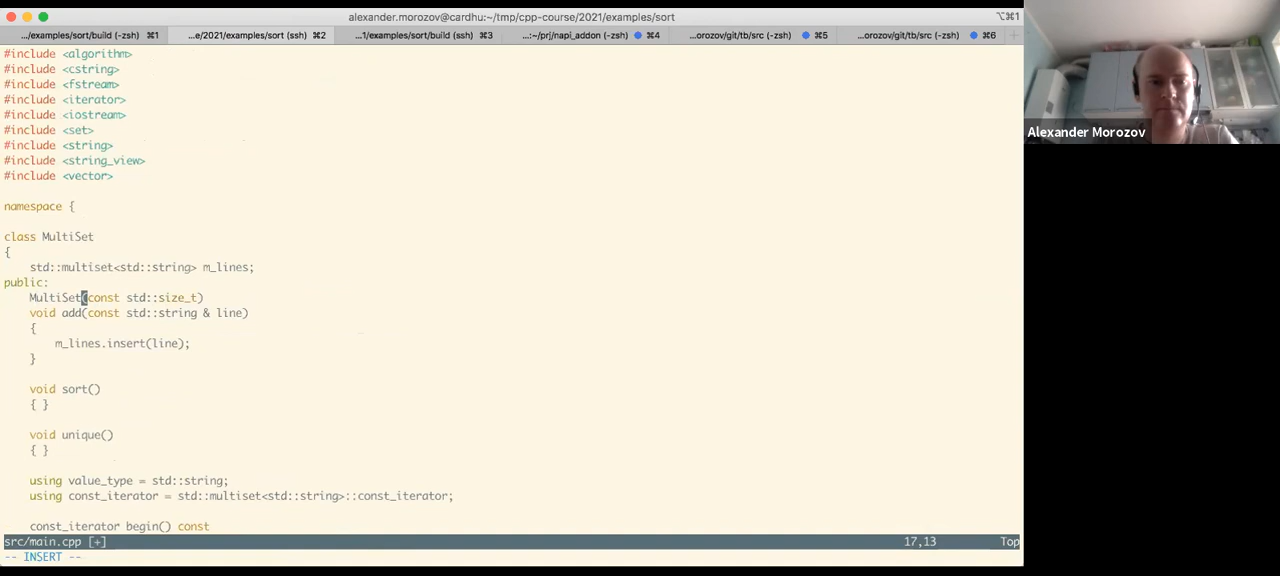 alexander.morozov@cardhu:~/tmp/cpp-course/2021/examples/sort
⌥⌘1
.../examples/sort/build (-zsh) ⌘1
...e/2021/examples/sort (ssh) ⌘2
...1/examples/sort/build (ssh) ⌘3
...:~/prj/napi_addon (-zsh) ⌘4
...orozov/git/tb/src (-zsh) ⌘5
...orozov/git/tb/src (-zsh) ⌘6
#include <algorithm>
#include <cstring>
#include <fstream>
#include <iterator>
#include <iostream>
#include <set>
#include <string>
#include <string_view>
#include <vector>
namespace {
class MultiSet
{
    std::multiset<std::string> m_lines;
public:
    MultiSet(const std::size_t)
    void add(const std::string & line)
    {
        m_lines.insert(line);
    }
    void sort()
    { }
    void unique()
    { }
    using value_type = std::string;
    using const_iterator = std::multiset<std::string>::const_iterator;
    const_iterator begin() const
src/main.cpp [+] 17,13 Top
-- INSERT --
Alexander Morozov